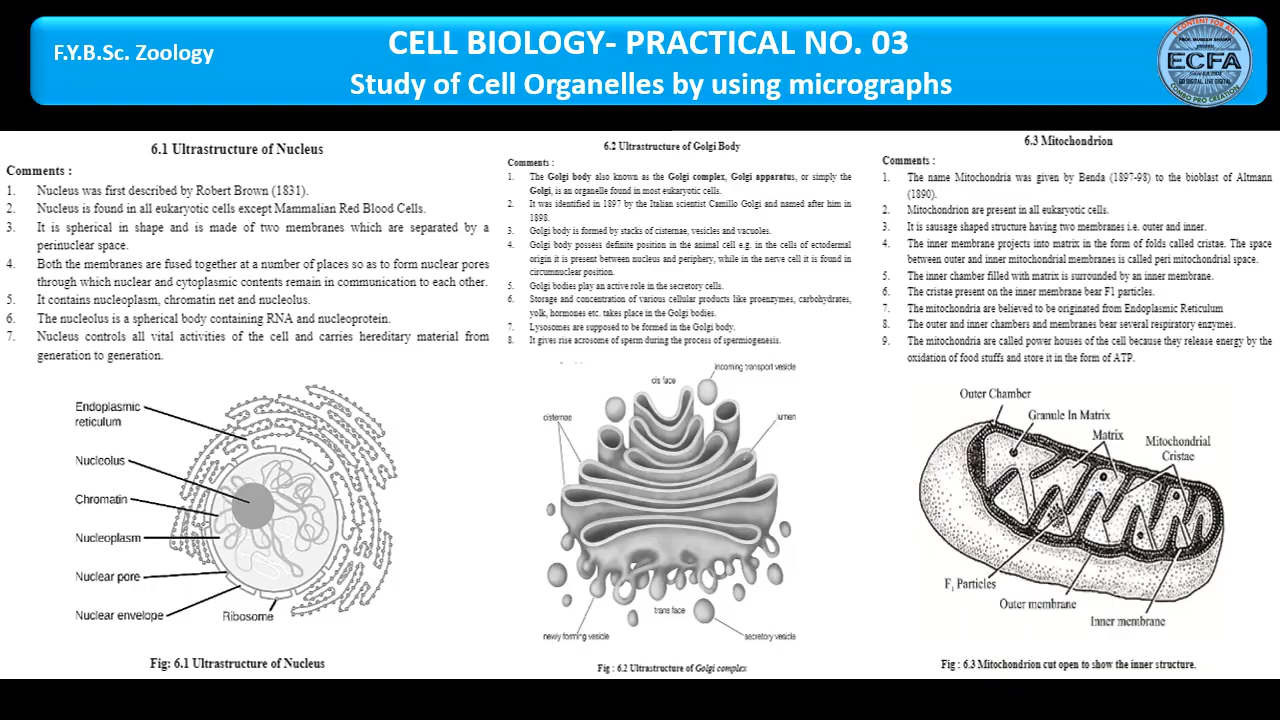 F.Y.B.Sc. Zoology
CELL BIOLOGY- PRACTICAL NO. 03
Study of Cell Organelles by using micrographs
E-CONTENT FOR ALL
PROF. MUBEEN SHAIKH
ECFA
Since 2008
GO DIGITAL LIVE DIGITAL
COMBO PRO CREATION
6.1 Ultrastructure of Nucleus
Comments :
1. Nucleus was first described by Robert Brown (1831).
2. Nucleus is found in all eukaryotic cells except Mammalian Red Blood Cells.
3. It is spherical in shape and is made of two membranes which are separated by a
perinuclear space.
4. Both the membranes are fused together at a number of places so as to form nuclear pores
through which nuclear and cytoplasmic contents remain in communication to each other.
5. It contains nucleoplasm, chromatin net and nucleolus.
6. The nucleolus is a spherical body containing RNA and nucleoprotein.
7. Nucleus controls all vital activities of the cell and carries hereditary material from
generation to generation.
Endoplasmic
reticulum
Nucleolus
Chromatin
Nucleoplasm
Nuclear pore
Nuclear envelope
Ribosome
Fig: 6.1 Ultrastructure of Nucleus
6.2 Ultrastructure of Golgi Body
Comments :
1. The Golgi body also known as the Golgi complex, Golgi apparatus, or simply the
Golgi, is an organelle found in most eukaryotic cells.
2. It was identified in 1897 by the Italian scientist Camillo Golgi and named after him in
1898.
3. Golgi body is formed by stacks of cisternae, vesicles and vacuoles.
4. Golgi body possess definite position in the animal cell e.g. in the cells of ectodermal
origin it is present between nucleus and periphery, while in the nerve cell it is found in
circumnuclear position.
5. Golgi bodies play an active role in the secretory cells.
6. Storage and concentration of various cellular products like proenzymes, carbohydrates,
yolk, hormones etc. takes place in the Golgi bodies.
7. Lysosomes are supposed to be formed in the Golgi body.
8. It gives rise acrosome of sperm during the process of spermiogenesis.
incoming transport vesicle
cis face
cisternae
lumen
trans face
newly forming vesicle
secretory vesicle
Fig : 6.2 Ultrastructure of Golgi complex
6.3 Mitochondrion
Comments :
1. The name Mitochondria was given by Benda (1897-98) to the bioblast of Altmann
(1890).
2. Mitochondrion are present in all eukaryotic cells.
3. It is sausage shaped structure having two membranes i.e. outer and inner.
4. The inner membrane projects into matrix in the form of folds called cristae. The space
between outer and inner mitochondrial membranes is called peri mitochondrial space.
5. The inner chamber filled with matrix is surrounded by an inner membrane.
6. The cristae present on the inner membrane bear F1 particles.
7. The mitochondria are believed to be originated from Endoplasmic Reticulum
8. The outer and inner chambers and membranes bear several respiratory enzymes.
9. The mitochondria are called power houses of the cell because they release energy by the
oxidation of food stuffs and store it in the form of ATP.
Outer Chamber
Granule In Matrix
Matrix
Mitochondrial
Cristae
F₁ Particles
Outer membrane
Inner membrane
Fig : 6.3 Mitochondrion cut open to show the inner structure.